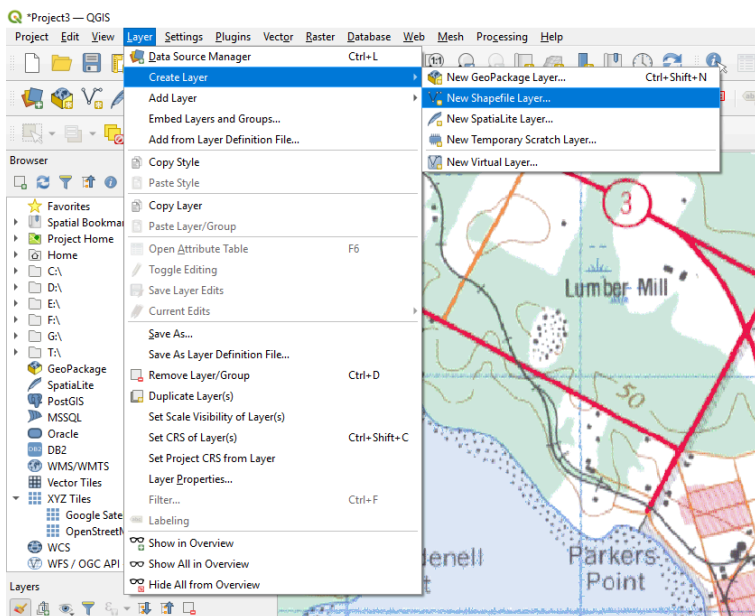 *Project3 — QGIS
Project Edit View Layer Settings Plugins Vector Raster Database Web Mesh Processing Help
Data Source Manager Ctrl+L
Create Layer
Add Layer
Embed Layers and Groups...
Add from Layer Definition File...
Copy Style
Paste Style
Copy Layer
Paste Layer/Group
Open Attribute Table F6
Toggle Editing
Save Layer Edits
Current Edits
Save As...
Save As Layer Definition File...
Remove Layer/Group Ctrl+D
Duplicate Layer(s)
Set Scale Visibility of Layer(s)
Set CRS of Layer(s) Ctrl+Shift+C
Set Project CRS from Layer
Layer Properties...
Filter... Ctrl+F
Labeling
Show in Overview
Show All in Overview
Hide All from Overview
New GeoPackage Layer... Ctrl+Shift+N
New Shapefile Layer...
New SpatiaLite Layer...
New Temporary Scratch Layer...
New Virtual Layer...
Browser
Favorites
Spatial Bookmar
Project Home
Home
C:\
D:\
E:\
F:\
G:\
T:\
GeoPackage
SpatiaLite
PostGIS
MSSQL
Oracle
DB2
WMS/WMTS
Vector Tiles
XYZ Tiles
Google Sate
OpenStreetM
WCS
WFS / OGC API
Layers
3
Lumber Mill
50
denell
Parkers
Point